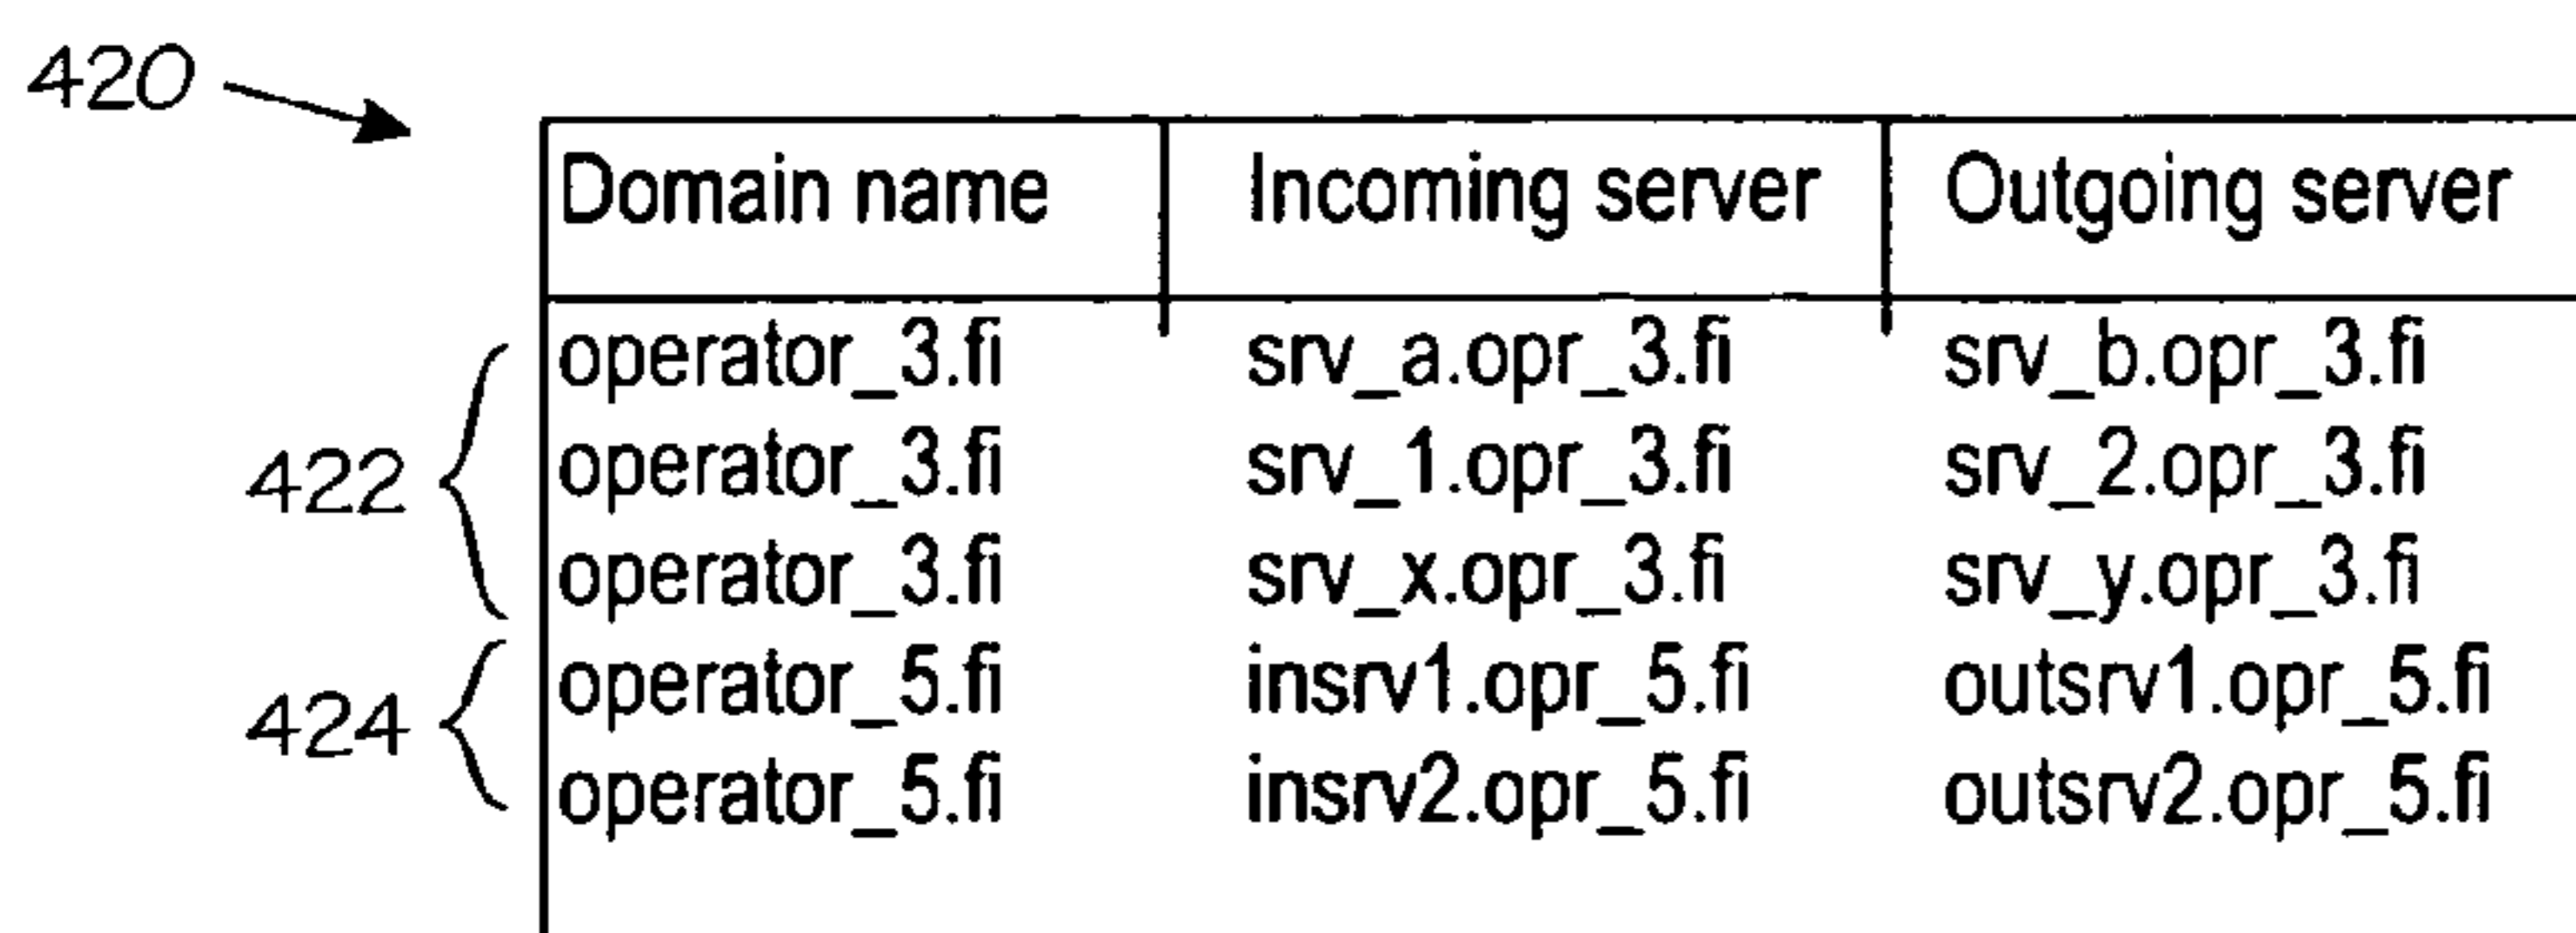 420
Domain name Incoming server Outgoing server
operator_3.fi srv_a.opr_3.fi srv_b.opr_3.fi
422 operator_3.fi srv_1.opr_3.fi srv_2.opr_3.fi
operator_3.fi srv_x.opr_3.fi srv_y.opr_3.fi
424 operator_5.fi insrv1.opr_5.fi outsrv1.opr_5.fi
operator_5.fi insrv2.opr_5.fi outsrv2.opr_5.fi